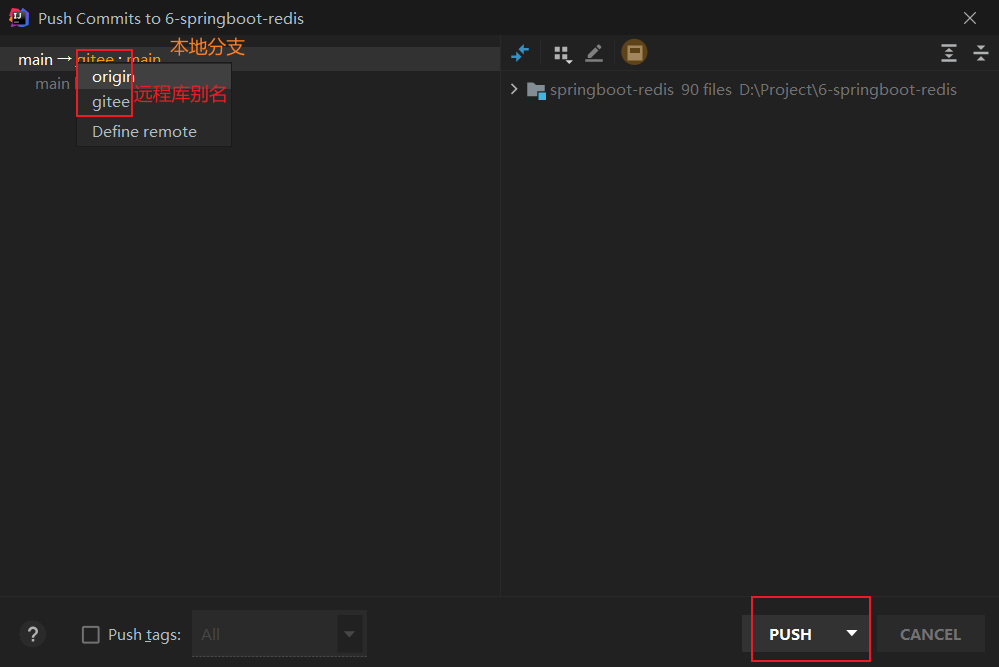 Push Commits to 6-springboot-redis
本地分支
main → gitee : main
origin
main
远程库别名
gitee
Define remote
springboot-redis 90 files D:\Project\6-springboot-redis
? Push tags: All
PUSH
CANCEL